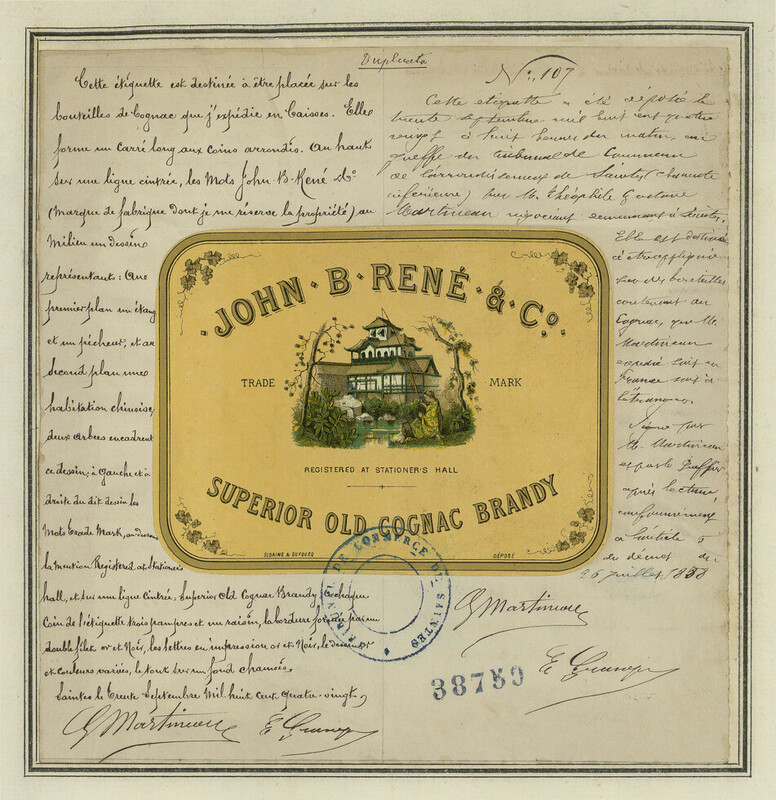 Duplicata
Cette étiquette est destinée à être placée sur les
bouteilles de Cognac que j'expédie en Caisses. Elle
forme un Carré long aux coins arrondis. Au haut
sur une ligne cintrée, les Mots John B. René & Co
(Marque de fabrique dont je me réserve la propriété) au
Milieu un dessin
représentant : Au
premier plan un étang
et un pêcheur, et au
Second plan une
habitation chinoise,
deux Arbres encadrent
ce dessin; à Gauche et à
droite du dit dessin les
Mots Trade Mark, au dessous
la mention Registered at Stationer's
hall, et sur une ligne Cintrée. Superior Old Cognac Brandy. à chaque
Coin de l'étiquette trois pampres et un raisin, la bordure formée par un
double filet or et Noir, les lettres en impression or et Noir, le dessin
et Couleurs variées, le tout sur un fond chamois.
Saintes le trente Septembre Mil huit cent quatre-vingt
G Martineau
No. 107
Cette étiquette a été déposée le
trente septembre mil huit cent quatre
vingt à huit heures du matin, au
greffe du tribunal de Commerce
de l'arrondissement de Saintes (Charente
inférieure) par M. Théophile Gustave
Martineau négociant demeurant à Saintes.
Elle est destinée
à être appliquée
sur des bouteilles
contenant du
Cognac, que M.
Martineau
expédie soit en
France soit à
l'étranger.
Signé par
M. Martineau
et par le Greffier
après lecture
conformément
à l'article 5
du décret du
26 juillet 1858
G Martineau
JOHN · B · RENÉ · & · Co.
TRADE MARK
REGISTERED AT STATIONER'S HALL
SUPERIOR OLD COGNAC BRANDY
DÉPOSÉ
TRIBUNAL DE COMMERCE DE SAINTES
38750